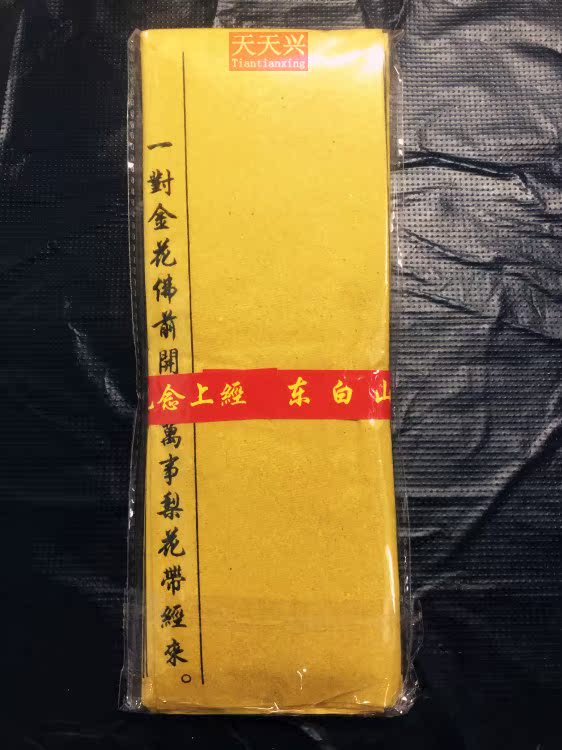 天天兴
Tiantianxing
一對金花佛前開
萬事梨花帶經來。
念上經 东白山